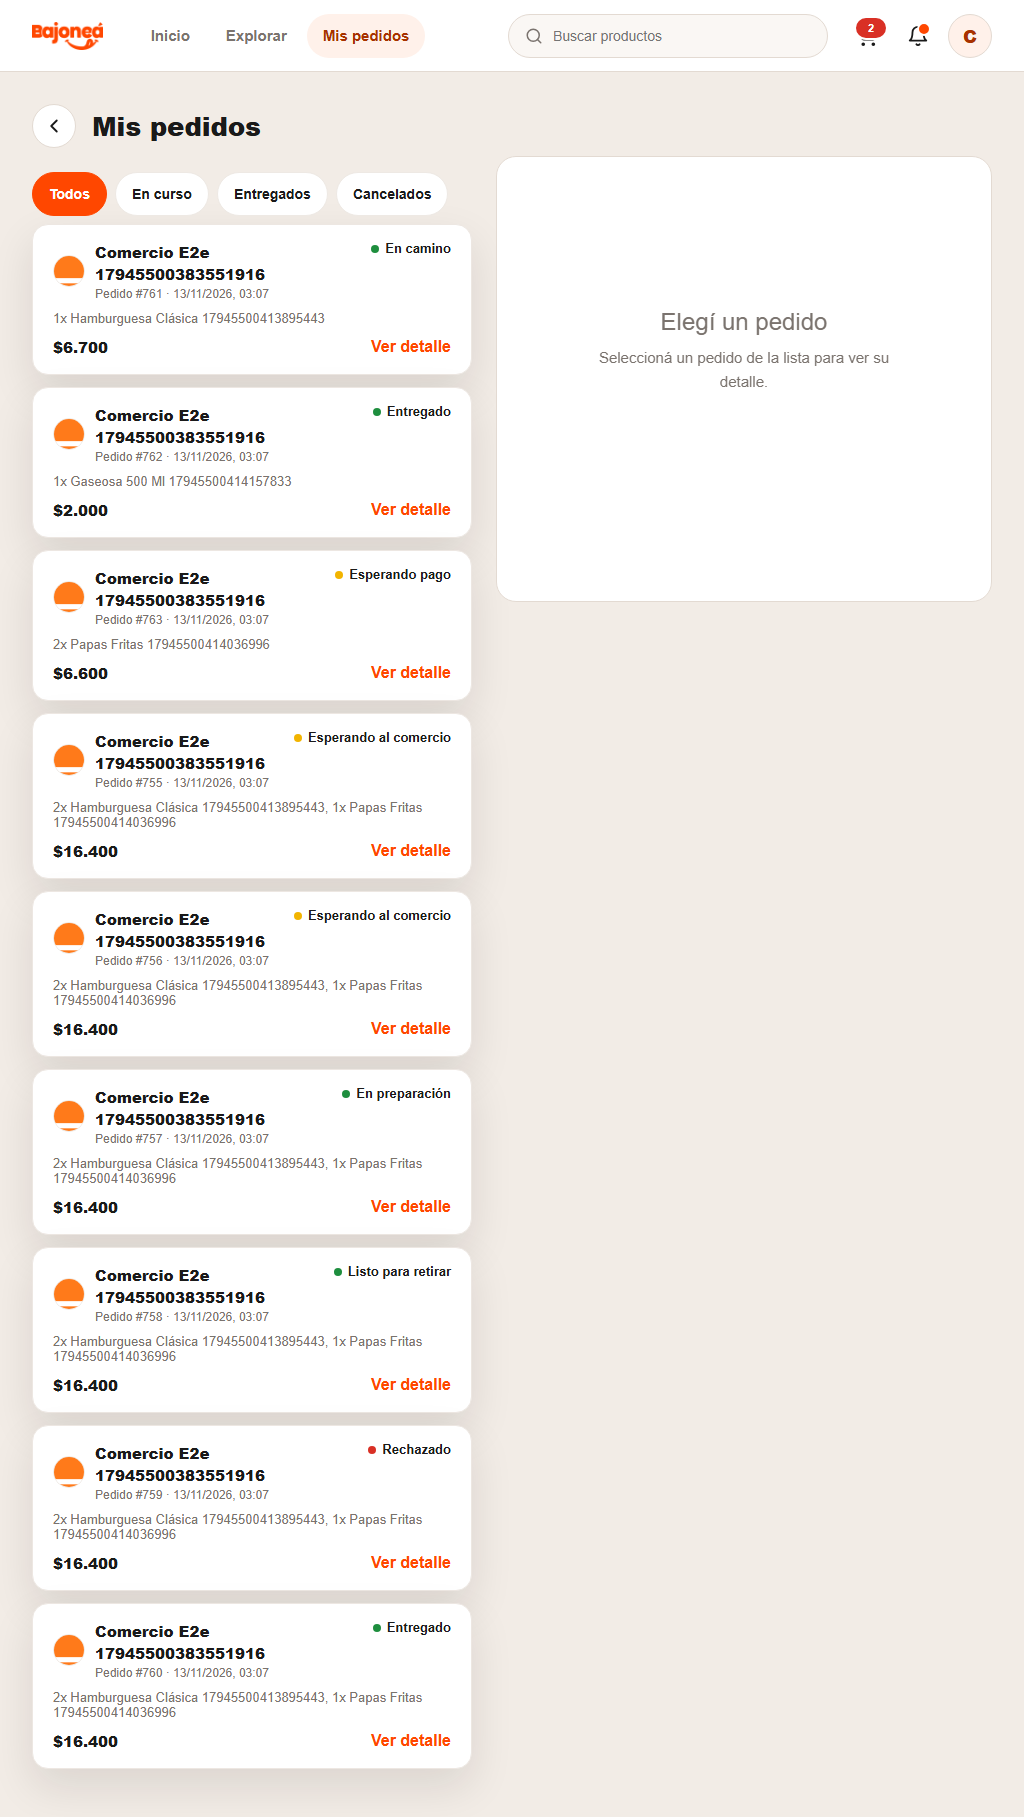 Bajoneá
Inicio
Explorar
Mis pedidos
Buscar productos
2
C
Mis pedidos
Todos
En curso
Entregados
Cancelados
Comercio E2e
17945500383551916
En camino
Pedido #761 · 13/11/2026, 03:07
1x Hamburguesa Clásica 17945500413895443
$6.700
Ver detalle
Comercio E2e
17945500383551916
Entregado
Pedido #762 · 13/11/2026, 03:07
1x Gaseosa 500 Ml 17945500414157833
$2.000
Ver detalle
Comercio E2e
17945500383551916
Esperando pago
Pedido #763 · 13/11/2026, 03:07
2x Papas Fritas 17945500414036996
$6.600
Ver detalle
Comercio E2e
17945500383551916
Esperando al comercio
Pedido #755 · 13/11/2026, 03:07
2x Hamburguesa Clásica 17945500413895443, 1x Papas Fritas
17945500414036996
$16.400
Ver detalle
Comercio E2e
17945500383551916
Esperando al comercio
Pedido #756 · 13/11/2026, 03:07
2x Hamburguesa Clásica 17945500413895443, 1x Papas Fritas
17945500414036996
$16.400
Ver detalle
Comercio E2e
17945500383551916
En preparación
Pedido #757 · 13/11/2026, 03:07
2x Hamburguesa Clásica 17945500413895443, 1x Papas Fritas
17945500414036996
$16.400
Ver detalle
Comercio E2e
17945500383551916
Listo para retirar
Pedido #758 · 13/11/2026, 03:07
2x Hamburguesa Clásica 17945500413895443, 1x Papas Fritas
17945500414036996
$16.400
Ver detalle
Comercio E2e
17945500383551916
Rechazado
Pedido #759 · 13/11/2026, 03:07
2x Hamburguesa Clásica 17945500413895443, 1x Papas Fritas
17945500414036996
$16.400
Ver detalle
Comercio E2e
17945500383551916
Entregado
Pedido #760 · 13/11/2026, 03:07
2x Hamburguesa Clásica 17945500413895443, 1x Papas Fritas
17945500414036996
$16.400
Ver detalle
Elegí un pedido
Seleccioná un pedido de la lista para ver su
detalle.